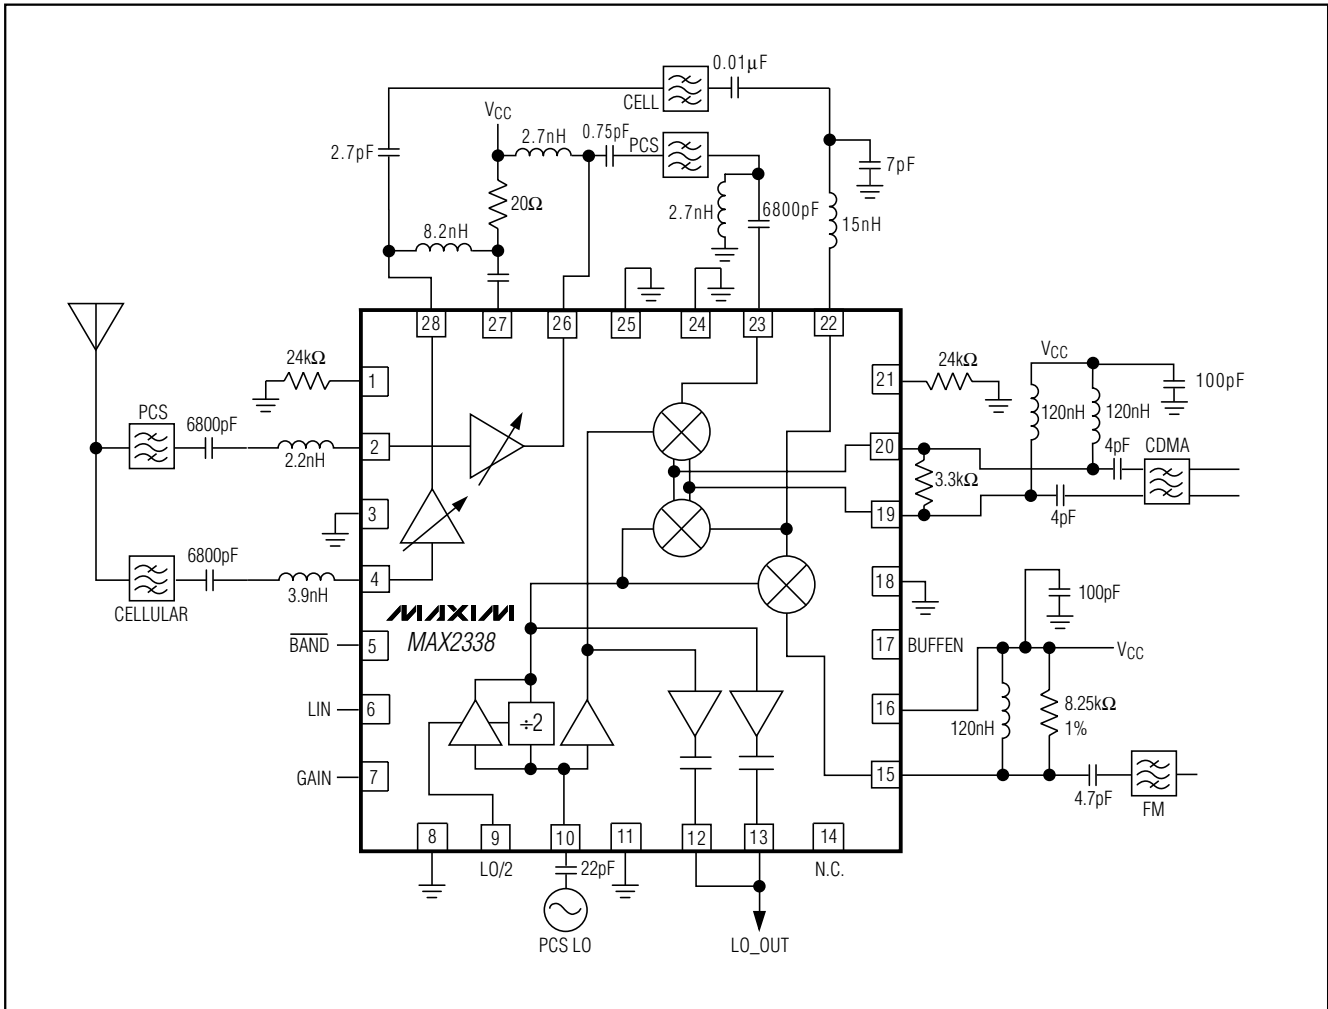 0.01µF
CELL
VCC
2.7nH
0.75pF
PCS
2.7pF
7pF
20Ω
2.7nH
6800pF
15nH
8.2nH
28
27
26
25
24
23
22
24kΩ
1
21
24kΩ
VCC
100pF
120nH
120nH
PCS
6800pF
2.2nH
2
20
3.3kΩ
4pF
CDMA
3
19
4pF
6800pF
CELLULAR
3.9nH
4
18
100pF
MAXIM
MAX2338
BAND
5
17
BUFFEN
VCC
LIN
6
16
120nH
8.25kΩ
1%
÷2
GAIN
7
15
4.7pF
FM
8
9
10
11
12
13
14
LO/2
22pF
N.C.
PCS LO
LO_OUT